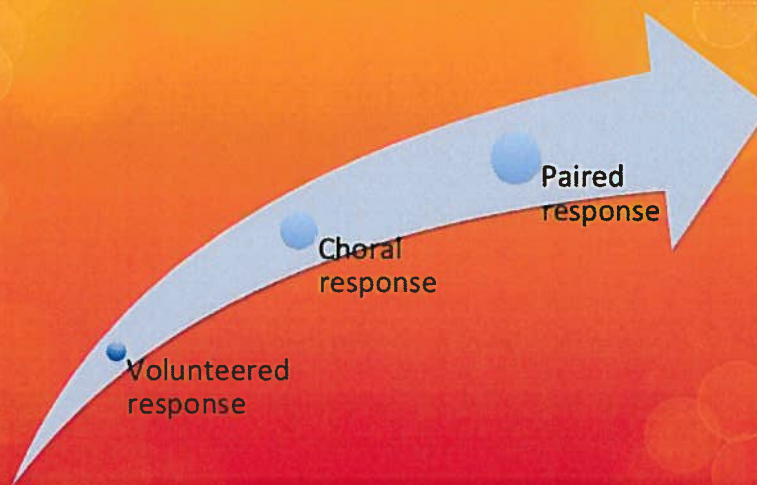 Paired
response
Choral
response
Volunteered
response